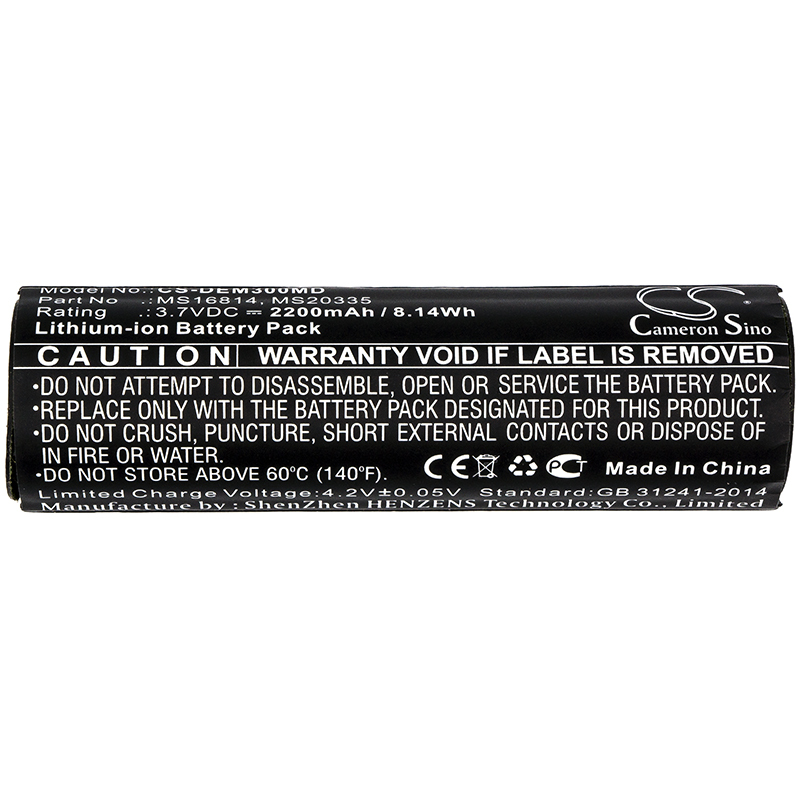 Model No :CS-DEM300MD
Part No :MS16814, MS20335
Rating :3.7VDC ⎓ 2200mAh / 8.14Wh
Lithium-ion Battery Pack
CS
Cameron Sino
CAUTION WARRANTY VOID IF LABEL IS REMOVED
•DO NOT ATTEMPT TO DISASSEMBLE, OPEN OR SERVICE THE BATTERY PACK.
•REPLACE ONLY WITH THE BATTERY PACK DESIGNATED FOR THIS PRODUCT.
•DO NOT CRUSH, PUNCTURE, SHORT EXTERNAL CONTACTS OR DISPOSE OF
IN FIRE OR WATER.
•DO NOT STORE ABOVE 60°C (140°F).
CE PCT Made In China
Limited Charge Voltage:4.2V±0.05V Standard:GB 31241-2014
Manufacture by : ShenZhen HENZENS Technology Co., Limited